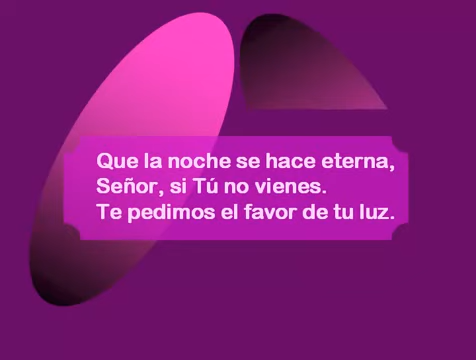 Que la noche se hace eterna,
Señor, si Tú no vienes.
Te pedimos el favor de tu luz.